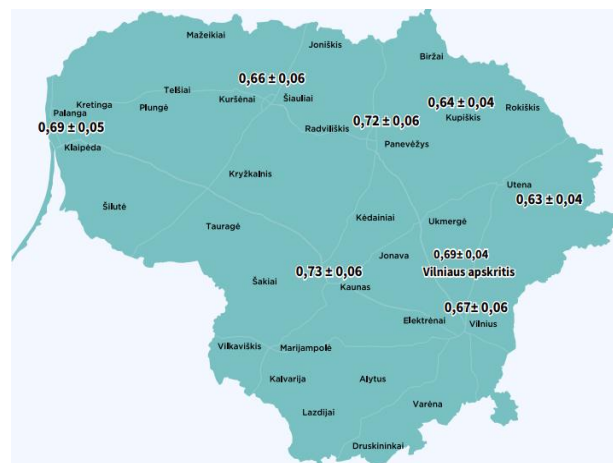 Mažeikiai
Joniškis
Biržai
0,66 ± 0,06
Telšiai
Kuršėnai
Šiauliai
Kretinga
Plungė
Palanga
0,64 ± 0,04
Rokiškis
Kupiškis
0,69 ± 0,05
Radviliškis
0,72 ± 0,06
Klaipėda
Panevėžys
Kryžkalnis
Utena
0,63 ± 0,04
Šilutė
Tauragė
Kėdainiai
Ukmergė
Jonava
0,69± 0,04
Vilniaus apskritis
Šakiai
0,73 ± 0,06
Kaunas
0,67± 0,06
Elektrėnai
Vilnius
Vilkaviškis
Marijampolė
Kalvarija
Alytus
Lazdijai
Varėna
Druskininkai